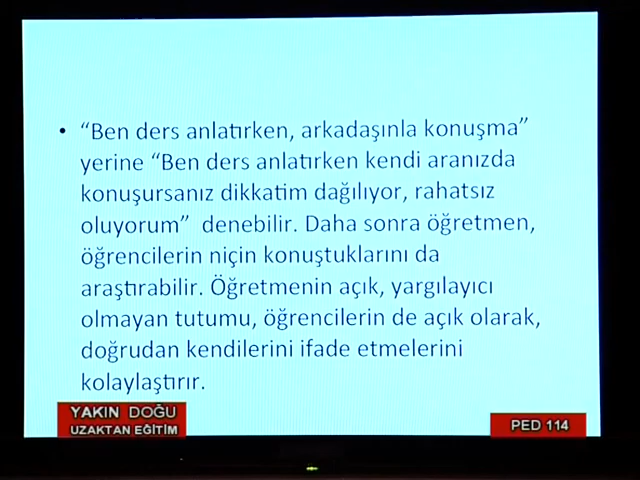 • “Ben ders anlatırken, arkadaşınla konuşma”
yerine “Ben ders anlatırken kendi aranızda
konuşursanız dikkatim dağılıyor, rahatsız
oluyorum” denebilir. Daha sonra öğretmen,
öğrencilerin niçin konuştuklarını da
araştırabilir. Öğretmenin açık, yargılayıcı
olmayan tutumu, öğrencilerin de açık olarak,
doğrudan kendilerini ifade etmelerini
kolaylaştırır.
YAKIN DOĞU
UZAKTAN EĞİTİM
PED 114